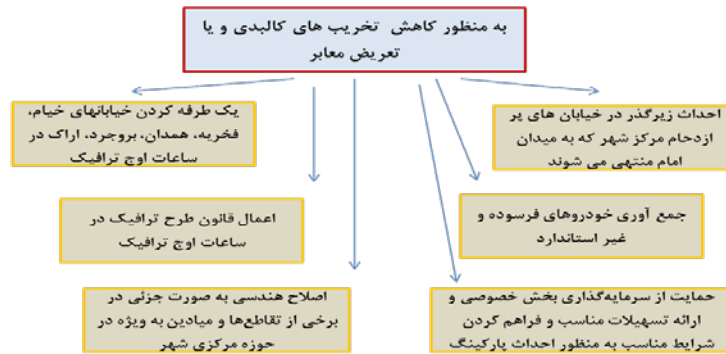 به منظور کاهش تخریب های کالبدی و یا
تعریض معابر
احداث زیرگذر در خیابان های پر
ازدحام مرکز شهر که به میدان
امام منتهی می شوند
یک طرفه کردن خیابانهای خیام،
فخریه، همدان، بروجرد، اراک در
ساعات اوج ترافیک
جمع آوری خودروهای فرسوده و
غیر استاندارد
اعمال قانون طرح ترافیک در
ساعات اوج ترافیک
حمایت از سرمایه‌گذاری بخش خصوصی و
ارائه تسهیلات مناسب و فراهم کردن
شرایط مناسب به منظور احداث پارکینگ
اصلاح هندسی به صورت جزئی در
برخی از تقاطع‌ها و میادین به ویژه در
حوزه مرکزی شهر